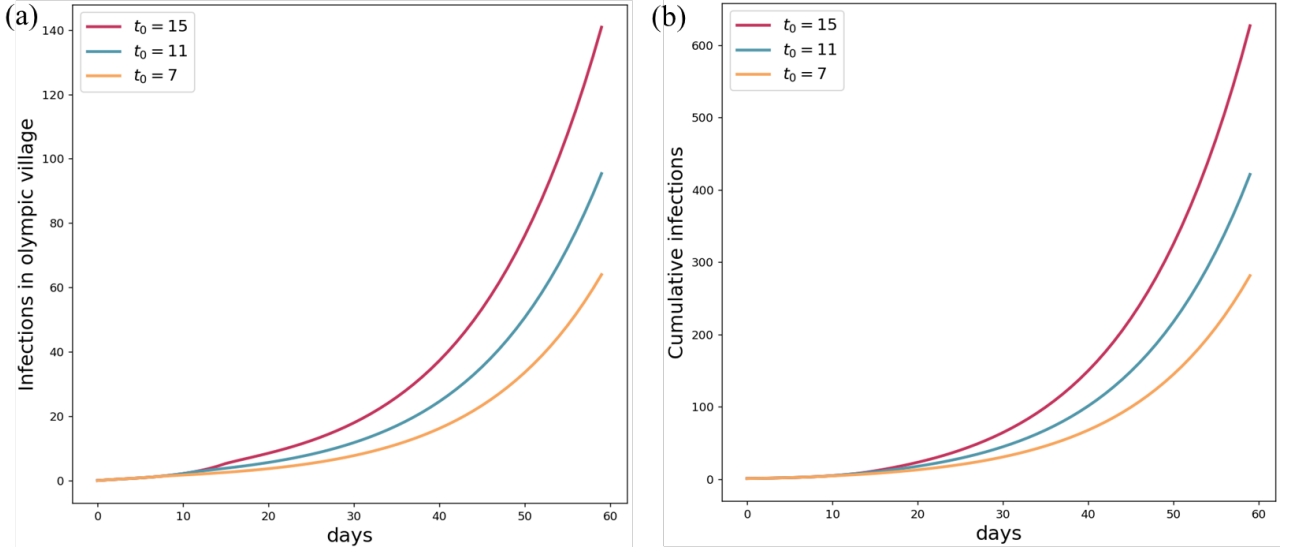 (a)
t₀ = 15
t₀ = 11
t₀ = 7
Infections in olympic village
140
120
100
80
60
40
20
0
0 10 20 30 40 50 60
days
(b)
t₀ = 15
t₀ = 11
t₀ = 7
Cumulative infections
600
500
400
300
200
100
0
0 10 20 30 40 50 60
days